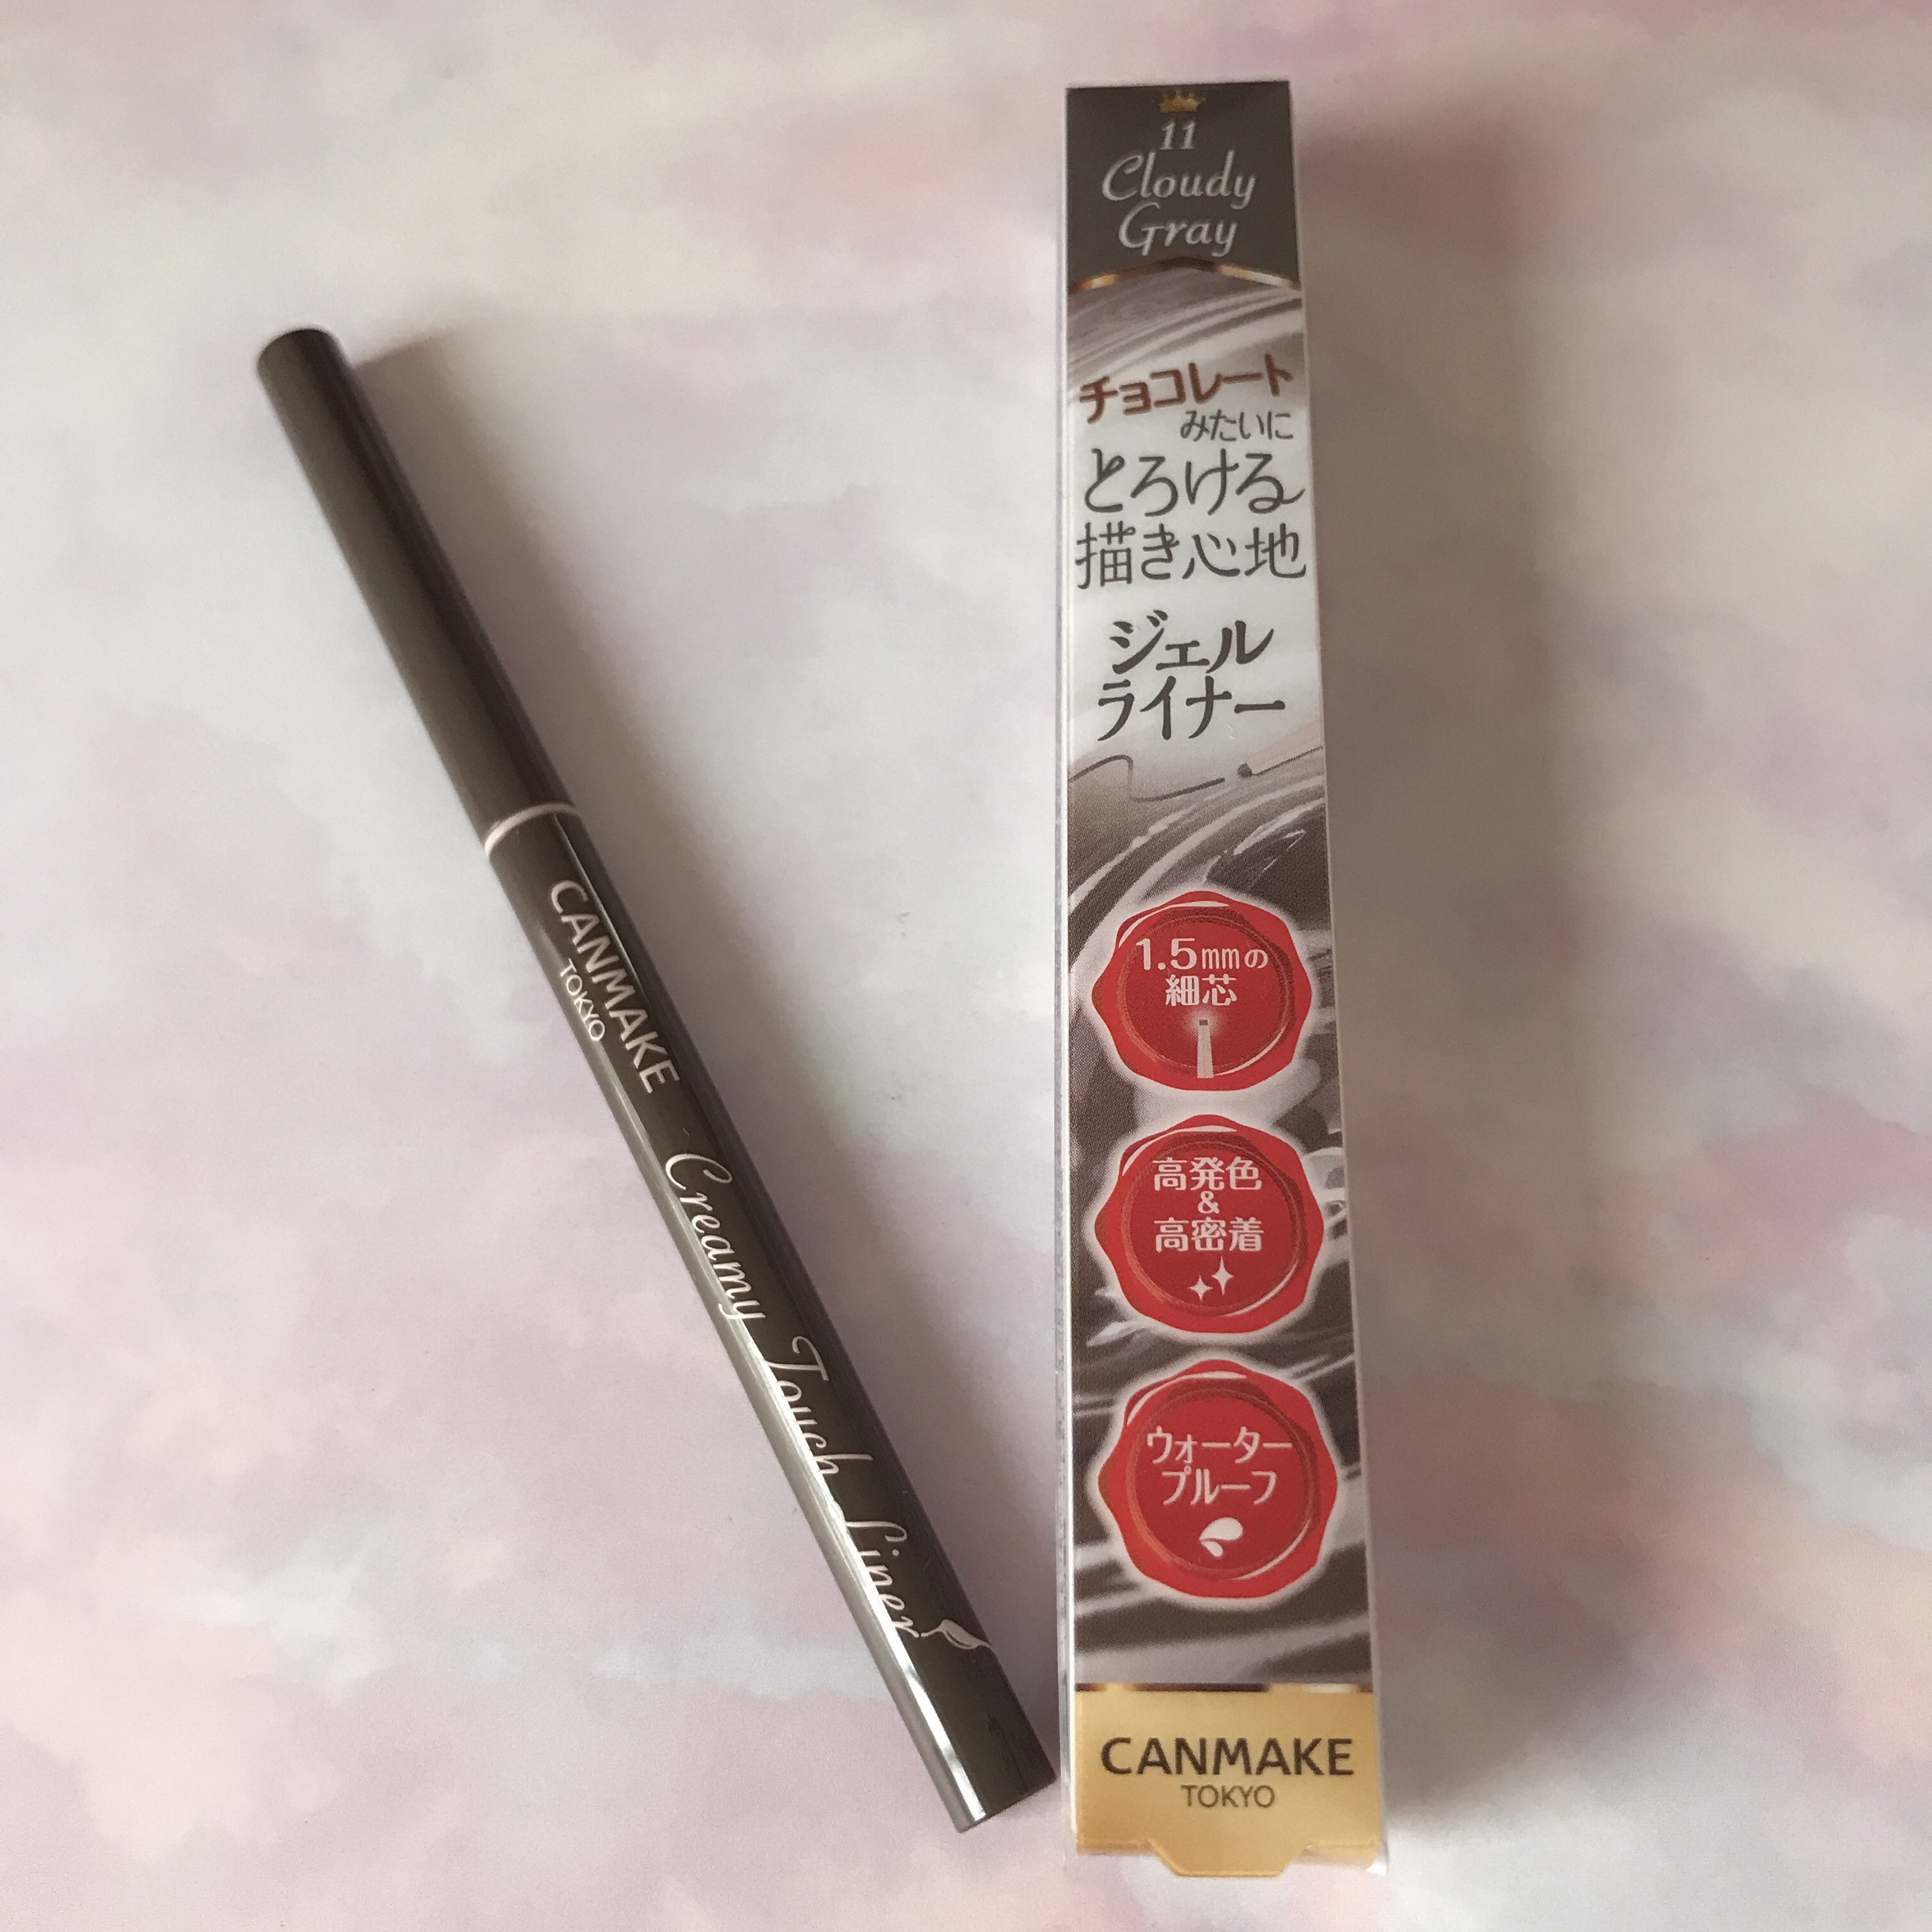 CANMAKE
TOKYO
Creamy Touch Liner
11
Cloudy
Gray
チョコレート
みたいに
とろける
描き心地
ジェル
ライナー
1.5mmの
細芯
高発色
&
高密着
ウォーター
プルーフ
CANMAKE
TOKYO